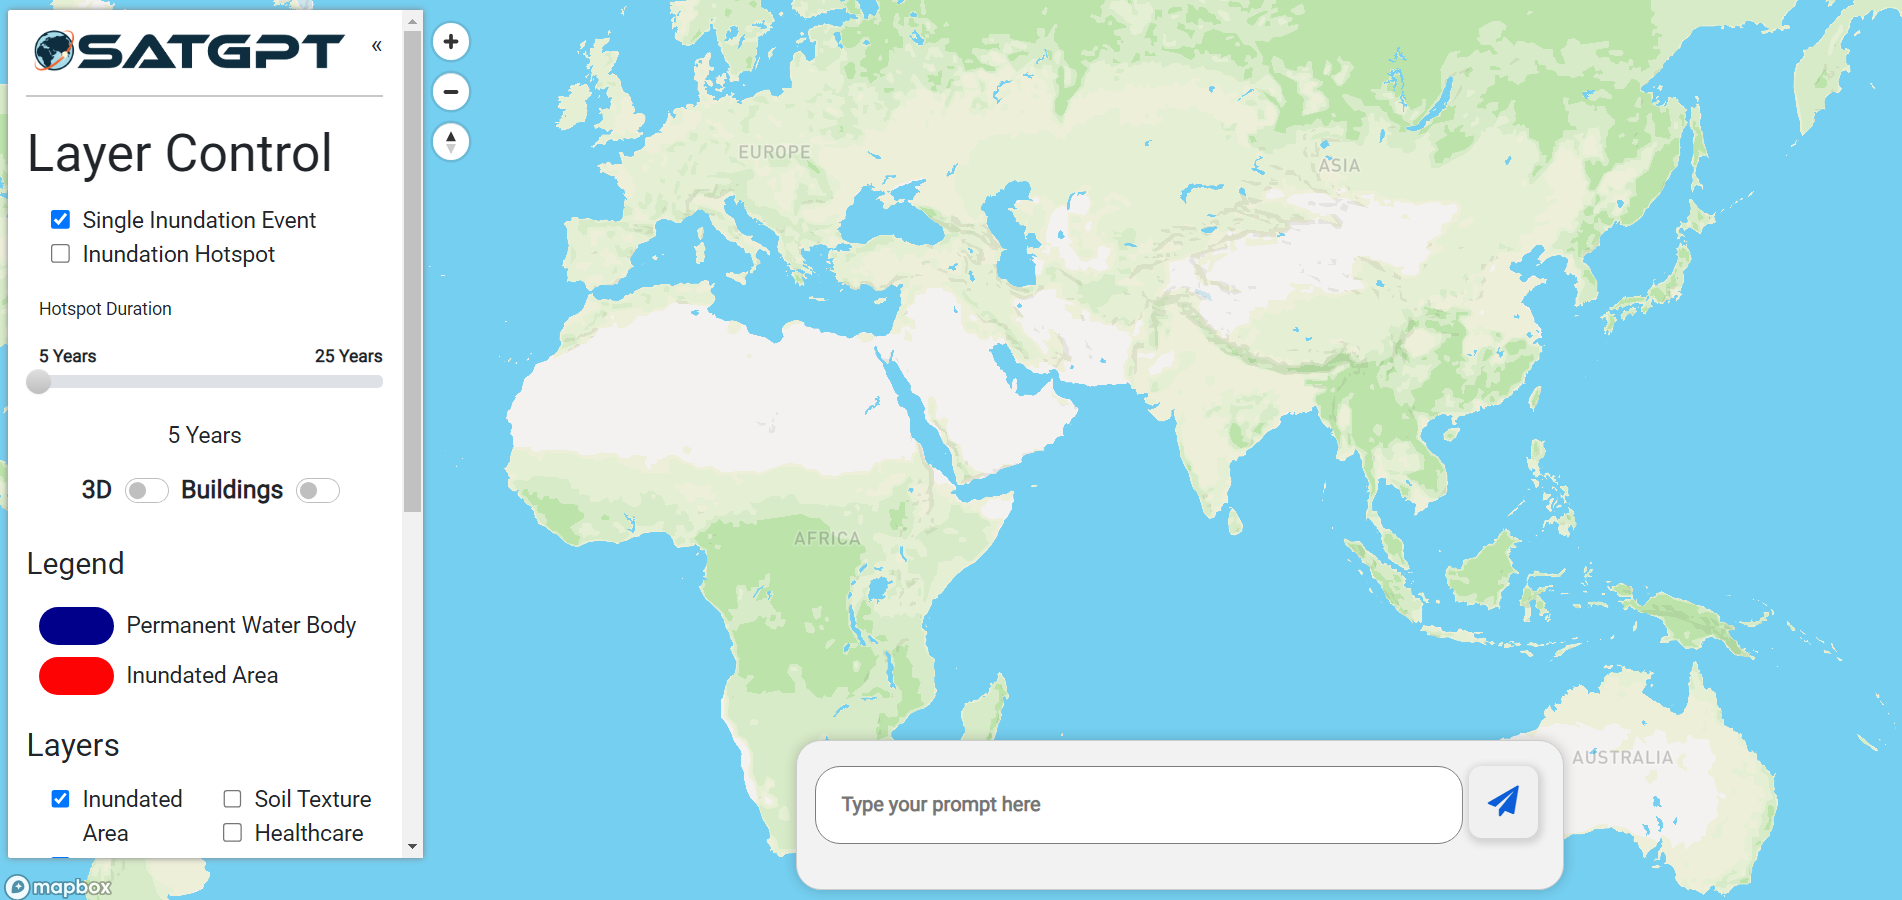 SATGPT
«
Layer Control
Single Inundation Event
Inundation Hotspot
Hotspot Duration
5 Years
25 Years
5 Years
3D
Buildings
Legend
Permanent Water Body
Inundated Area
Layers
Inundated
Area
Soil Texture
Healthcare
EUROPE
ASIA
AFRICA
AUSTRALIA
Type your prompt here
mapbox